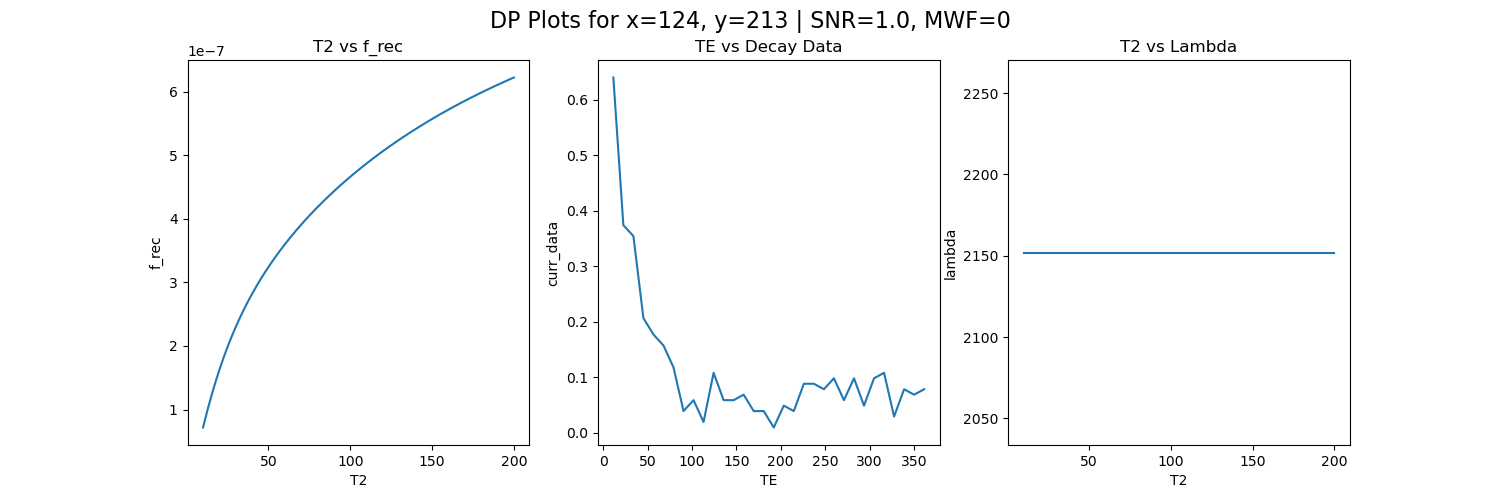 DP Plots for x=124, y=213 | SNR=1.0, MWF=0
T2 vs f_rec
1e−7
6
5
4
3
2
1
f_rec
50 100 150 200
T2
TE vs Decay Data
0.6
0.5
0.4
0.3
0.2
0.1
0.0
curr_data
0 50 100 150 200 250 300 350
TE
T2 vs Lambda
2250
2200
2150
2100
2050
lambda
50 100 150 200
T2